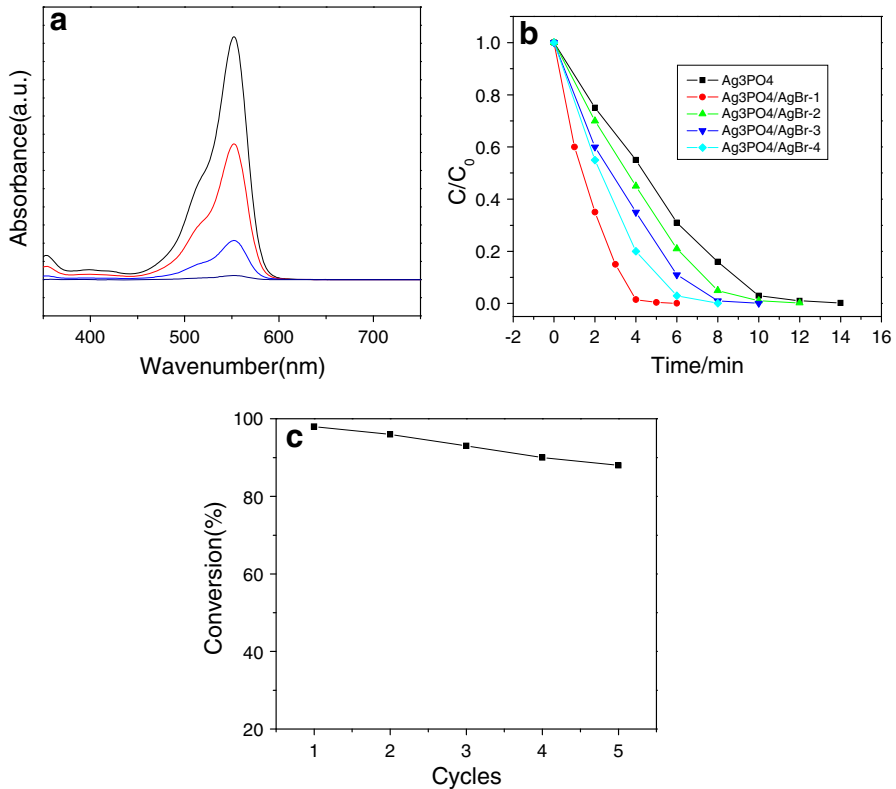 a
Absorbance(a.u.)
400 500 600 700
Wavenumber(nm)
b
C/C0
1.0
0.8
0.6
0.4
0.2
0.0
Ag3PO4
Ag3PO4/AgBr-1
Ag3PO4/AgBr-2
Ag3PO4/AgBr-3
Ag3PO4/AgBr-4
-2 0 2 4 6 8 10 12 14 16
Time/min
c
Conversion(%)
100
80
60
40
20
1 2 3 4 5
Cycles